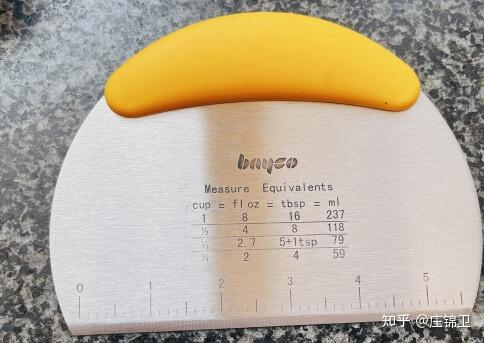 bayco
Measure Equivalents
cup = fl oz = tbsp = ml
1 8 16 237
½ 4 8 118
⅓ 2.7 5+1tsp 79
¼ 2 4 59
0 1 2 3 4 5
知乎 @庄锦卫